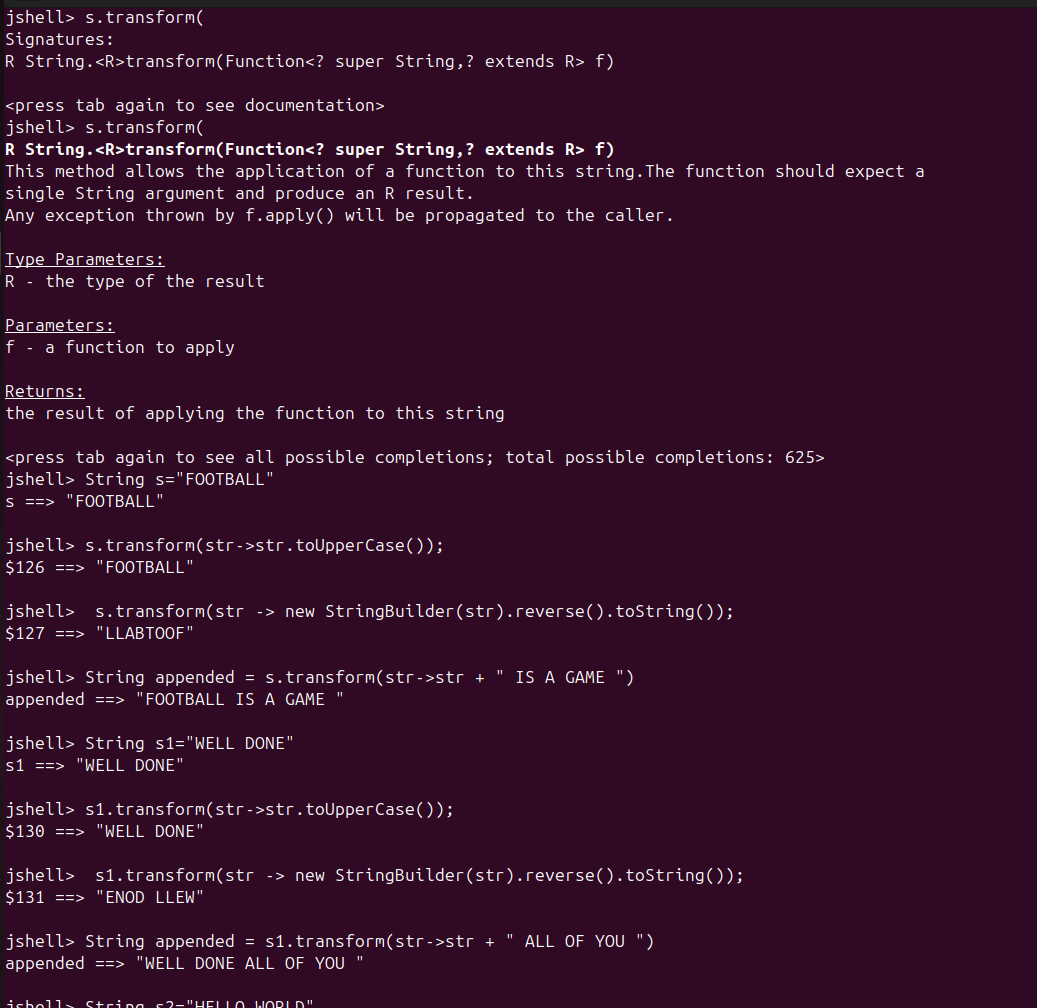 jshell> s.transform(
Signatures:
R String.<R>transform(Function<? super String,? extends R> f)
<press tab again to see documentation>
jshell> s.transform(
R String.<R>transform(Function<? super String,? extends R> f)
This method allows the application of a function to this string.The function should expect a
single String argument and produce an R result.
Any exception thrown by f.apply() will be propagated to the caller.
Type Parameters:
R - the type of the result
Parameters:
f - a function to apply
Returns:
the result of applying the function to this string
<press tab again to see all possible completions; total possible completions: 625>
jshell> String s="FOOTBALL"
s ==> "FOOTBALL"
jshell> s.transform(str->str.toUpperCase());
$126 ==> "FOOTBALL"
jshell>  s.transform(str -> new StringBuilder(str).reverse().toString());
$127 ==> "LLABTOOF"
jshell> String appended = s.transform(str->str + " IS A GAME ")
appended ==> "FOOTBALL IS A GAME "
jshell> String s1="WELL DONE"
s1 ==> "WELL DONE"
jshell> s1.transform(str->str.toUpperCase());
$130 ==> "WELL DONE"
jshell>  s1.transform(str -> new StringBuilder(str).reverse().toString());
$131 ==> "ENOD LLEW"
jshell> String appended = s1.transform(str->str + " ALL OF YOU ")
appended ==> "WELL DONE ALL OF YOU "
jshell> String s2="HELLO WORLD"